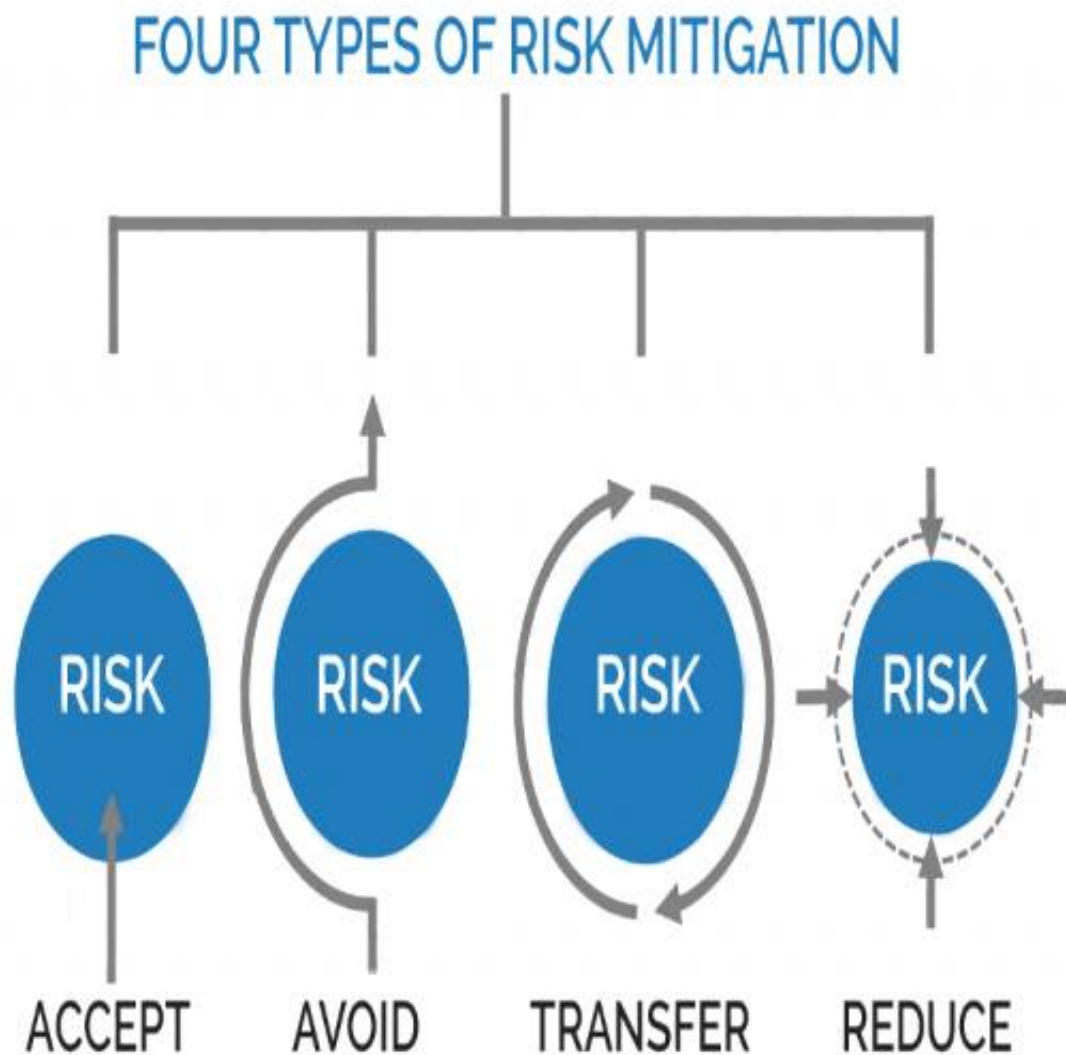 FOUR TYPES OF RISK MITIGATION
RISK
RISK
RISK
RISK
ACCEPT
AVOID
TRANSFER
REDUCE